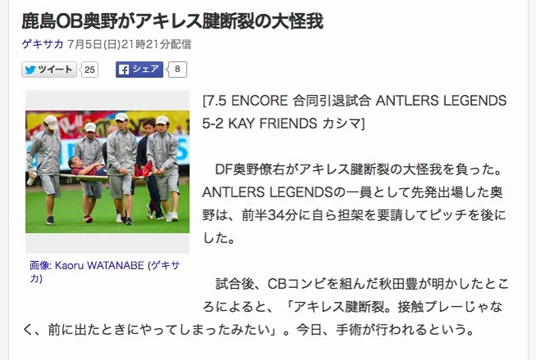 鹿島OB奥野がアキレス腱断裂の大怪我
ゲキサカ 7月5日(日)21時21分配信
ツイート 25 シェア 8
[7.5 ENCORE 合同引退試合 ANTLERS LEGENDS
5-2 KAY FRIENDS カシマ]
DF奥野僚右がアキレス腱断裂の大怪我を負った。
ANTLERS LEGENDSの一員として先発出場した奥
野は、前半34分に自ら担架を要請してピッチを後に
した。
画像: Kaoru WATANABE (ゲキサ
カ)
試合後、CBコンビを組んだ秋田豊が明かしたとこ
ろによると、「アキレス腱断裂。接触プレーじゃな
く、前に出たときにやってしまったみたい」。今日、手術が行われるという。